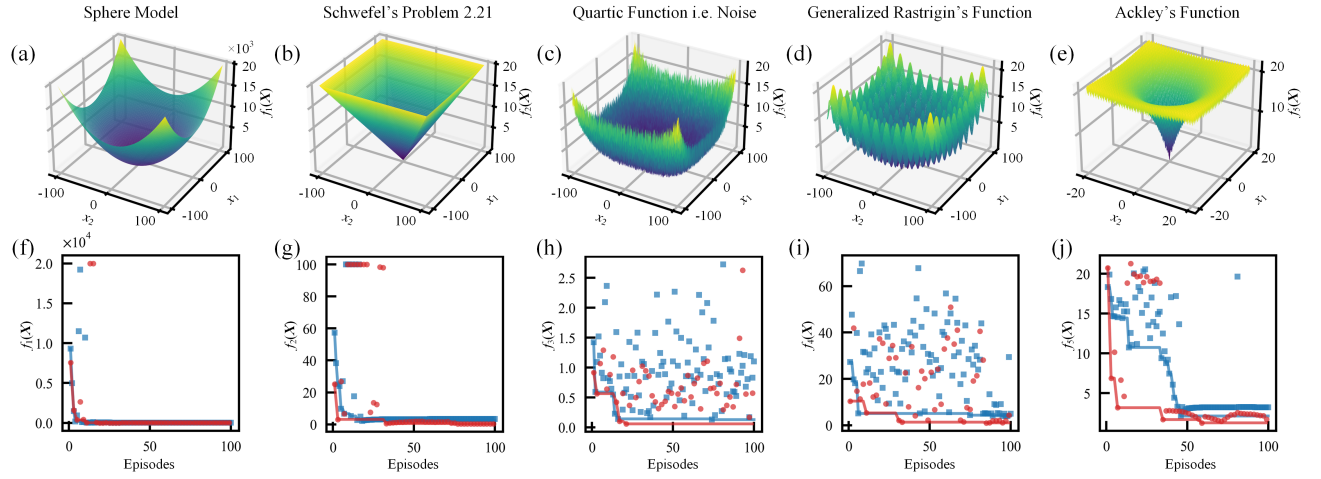 Sphere Model
Schwefel's Problem 2.21
Quartic Function i.e. Noise
Generalized Rastrigin's Function
Ackley's Function
(a)
×10³
20
15
10
5
f₁(X)
100
0
-100
x₁
-100
0
100
x₂
(b)
20
15
10
5
f₂(X)
100
0
-100
x₁
-100
0
100
x₂
(c)
20
15
10
5
f₃(X)
100
0
-100
x₁
-100
0
100
x₂
(d)
20
15
10
5
f₄(X)
100
0
-100
x₁
-100
0
100
x₂
(e)
20
10
f₅(X)
20
0
-20
x₁
-20
0
20
x₂
(f)
×10⁴
2.0
1.5
1.0
0.5
0.0
f₁(X)
0
50
100
Episodes
(g)
100
80
60
40
20
0
f₂(X)
0
50
100
Episodes
(h)
2.5
2.0
1.5
1.0
0.5
0.0
f₃(X)
0
50
100
Episodes
(i)
60
40
20
0
f₄(X)
0
50
100
Episodes
(j)
20
15
10
5
f₅(X)
0
50
100
Episodes